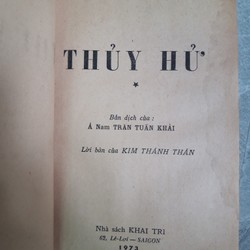 THỦY HỬ
*
Bản dịch của :
Á Nam TRẦN TUẤN KHẢI
Lời bàn của KIM THÁNH THÁN
Nhà sách KHAI TRÍ
62, Lê-Lợi — SAIGON
1973